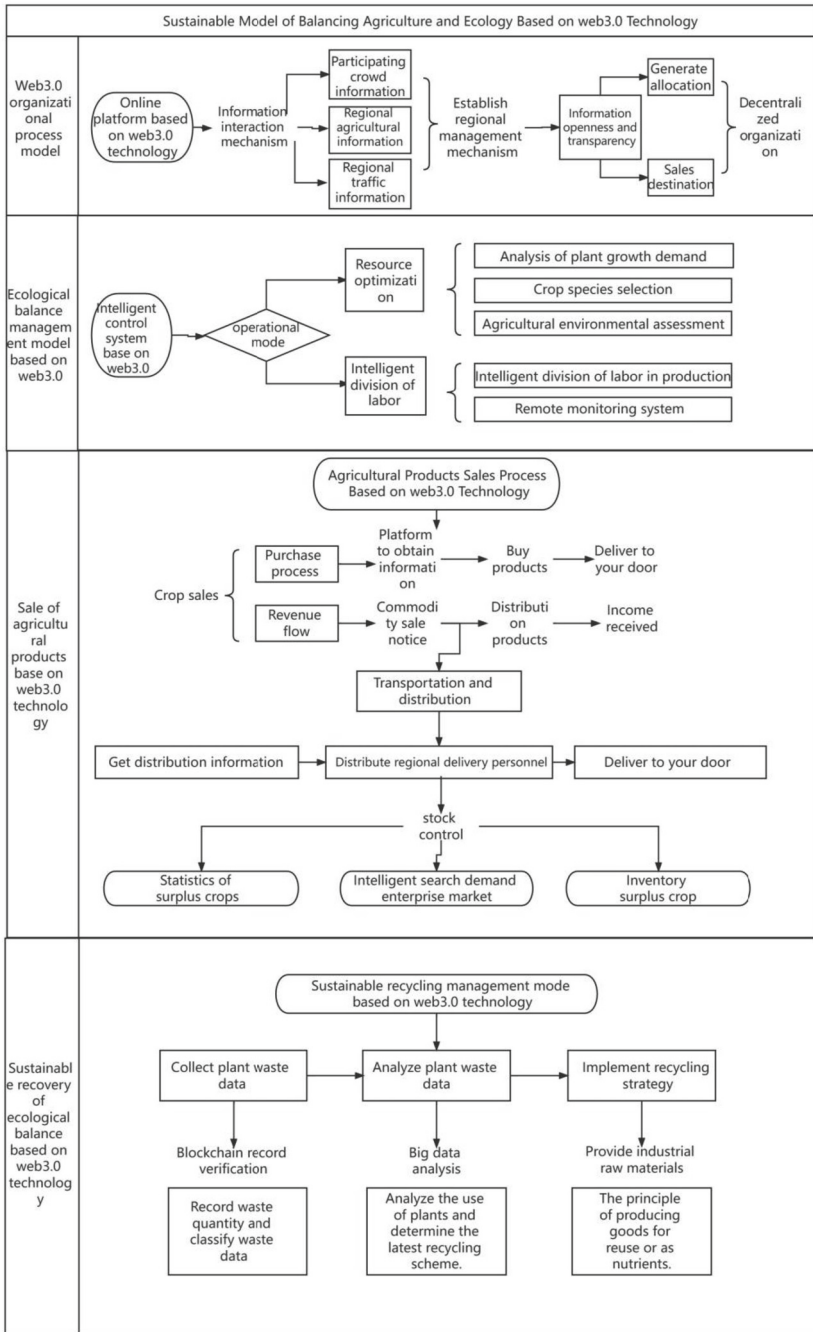 Sustainable Model of Balancing Agriculture and Ecology Based on web3.0 Technology
Web3.0
organizati
onal
process
model
Online
platform based
on web3.0
technology
Information
interaction
mechanism
Participating
crowd
information
Regional
agricultural
information
Regional
traffic
information
Establish
regional
management
mechanism
Information
openness and
transparency
Generate
allocation
Sales
destination
Decentrali
zed
organizati
on
Ecological
balance
managem
ent model
based on
web3.0
Intelligent
control
system
base on
web3.0
operational
mode
Resource
optimizati
on
Analysis of plant growth demand
Crop species selection
Agricultural environmental assessment
Intelligent
division of
labor
Intelligent division of labor in production
Remote monitoring system
Sale of
agricultu
ral
products
base on
web3.0
technolo
gy
Agricultural Products Sales Process
Based on web3.0 Technology
Crop sales
Purchase
process
Platform
to obtain
informati
on
Buy
products
Deliver to
your door
Revenue
flow
Commodi
ty sale
notice
Distributi
on
products
Income
received
Transportation and
distribution
Get distribution information
Distribute regional delivery personnel
Deliver to your door
stock
control
Statistics of
surplus crops
Intelligent search demand
enterprise market
Inventory
surplus crop
Sustainabl
e recovery
of
ecological
balance
based on
web3.0
technolog
y
Sustainable recycling management mode
based on web3.0 technology
Collect plant waste
data
Analyze plant waste
data
Implement recycling
strategy
Blockchain record
verification
Big data
analysis
Provide industrial
raw materials
Record waste
quantity and
classify waste
data
Analyze the use
of plants and
determine the
latest recycling
scheme.
The principle
of producing
goods for
reuse or as
nutrients.